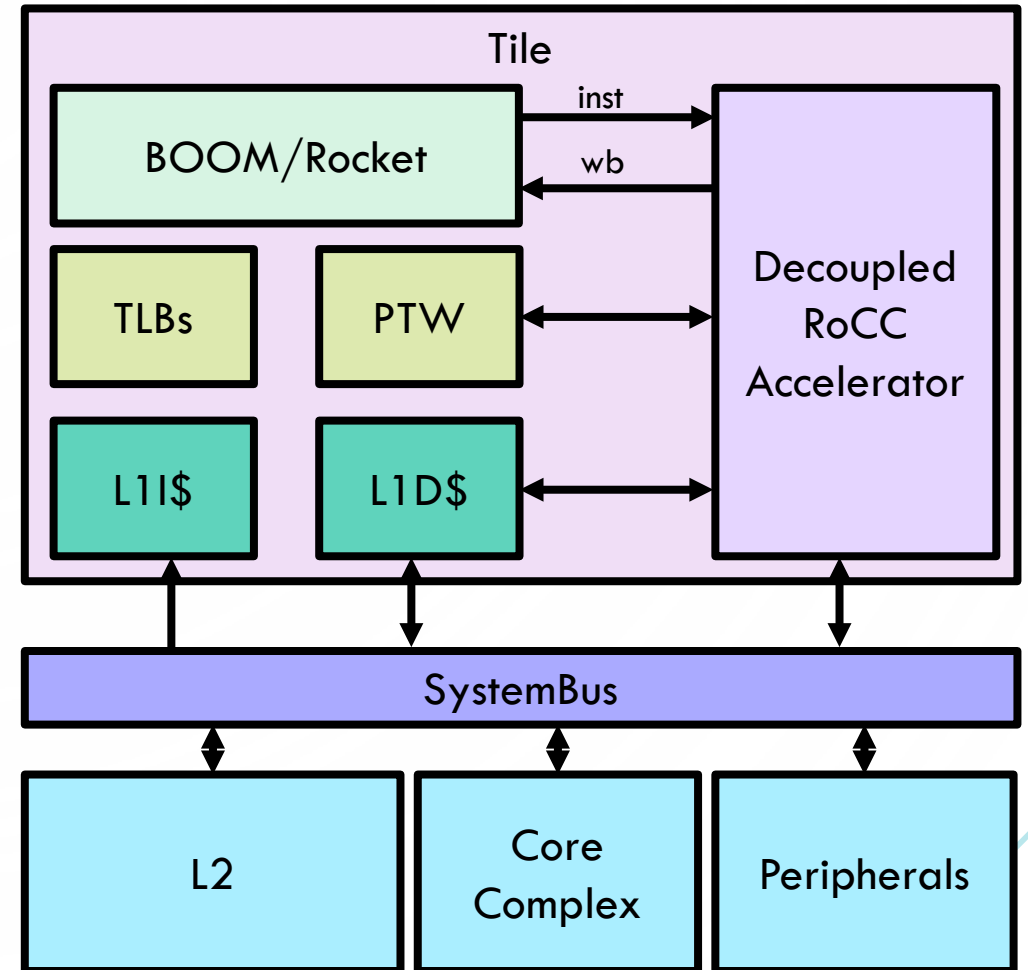 Tile
BOOM/Rocket
inst
wb
TLBs
PTW
Decoupled
RoCC
Accelerator
L1I$
L1D$
SystemBus
L2
Core
Complex
Peripherals